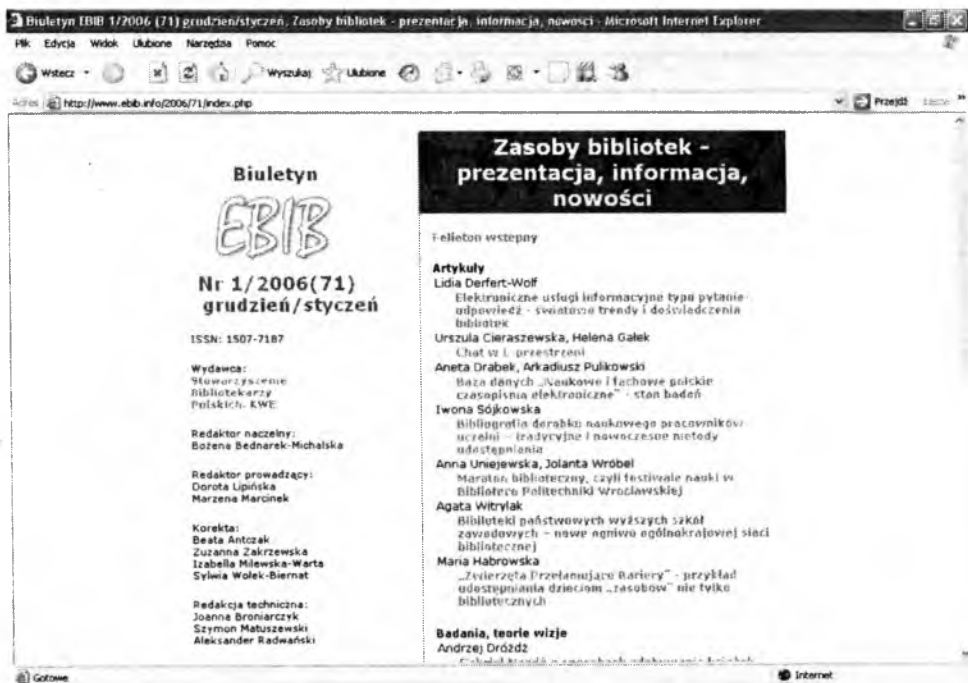 Biuletyn EBIB 1/2006 (71) grudzień/styczeń, Zasoby bibliotek - prezentacja, informacja, nowości - Microsoft Internet Explorer
Plik Edycja Widok Ulubione Narzędzia Pomoc
Wstecz Wyszukaj Ulubione
Adres http://www.ebib.info/2006/71/index.php Przejdź Łącza
Biuletyn
EBIB
Nr 1/2006(71)
grudzień/styczeń
ISSN: 1507-7187
Wydawca:
Stowarzyszenie
Bibliotekarzy
Polskich, KWE
Redaktor naczelny:
Bożena Bednarek-Michalska
Redaktor prowadzący:
Dorota Lipińska
Marzena Marcinek
Korekta:
Beata Antczak
Zuzanna Zakrzewska
Izabella Milewska-Warta
Sylwia Wolek-Biernat
Redakcja techniczna:
Joanna Broniarczyk
Szymon Matuszewski
Aleksander Radwański
Zasoby bibliotek -
prezentacja, informacja,
nowości
Felieton wstępny
Artykuły
Lidia Derfert-Wolf
Elektroniczne usługi informacyjne typu pytanie-
odpowiedź - światowe trendy i doświadczenia
bibliotek
Urszula Cieraszewska, Helena Gałek
Chat w L-przestrzeni
Aneta Drabek, Arkadiusz Pulikowski
Baza danych „Naukowe i fachowe polskie
czasopisma elektroniczne" - stan badań
Iwona Sójkowska
Bibliografia dorobku naukowego pracowników
uczelni - tradycyjne i nowoczesne metody
udostępniania
Anna Uniejewska, Jolanta Wróbel
Maraton biblioteczny, czyli festiwale nauki w
Bibliotece Politechniki Wrocławskiej
Agata Witrylak
Biblioteki państwowych wyższych szkół
zawodowych - nowe ogniwo ogólnokrajowej sieci
bibliotecznej
Maria Habrowska
„Zwierzęta Przełamujące Bariery" - przykład
udostępniania dzieciom „zasobów" nie tylko
bibliotecznych
Badania, teorie wizje
Andrzej Dróżdż
Gotowe Internet